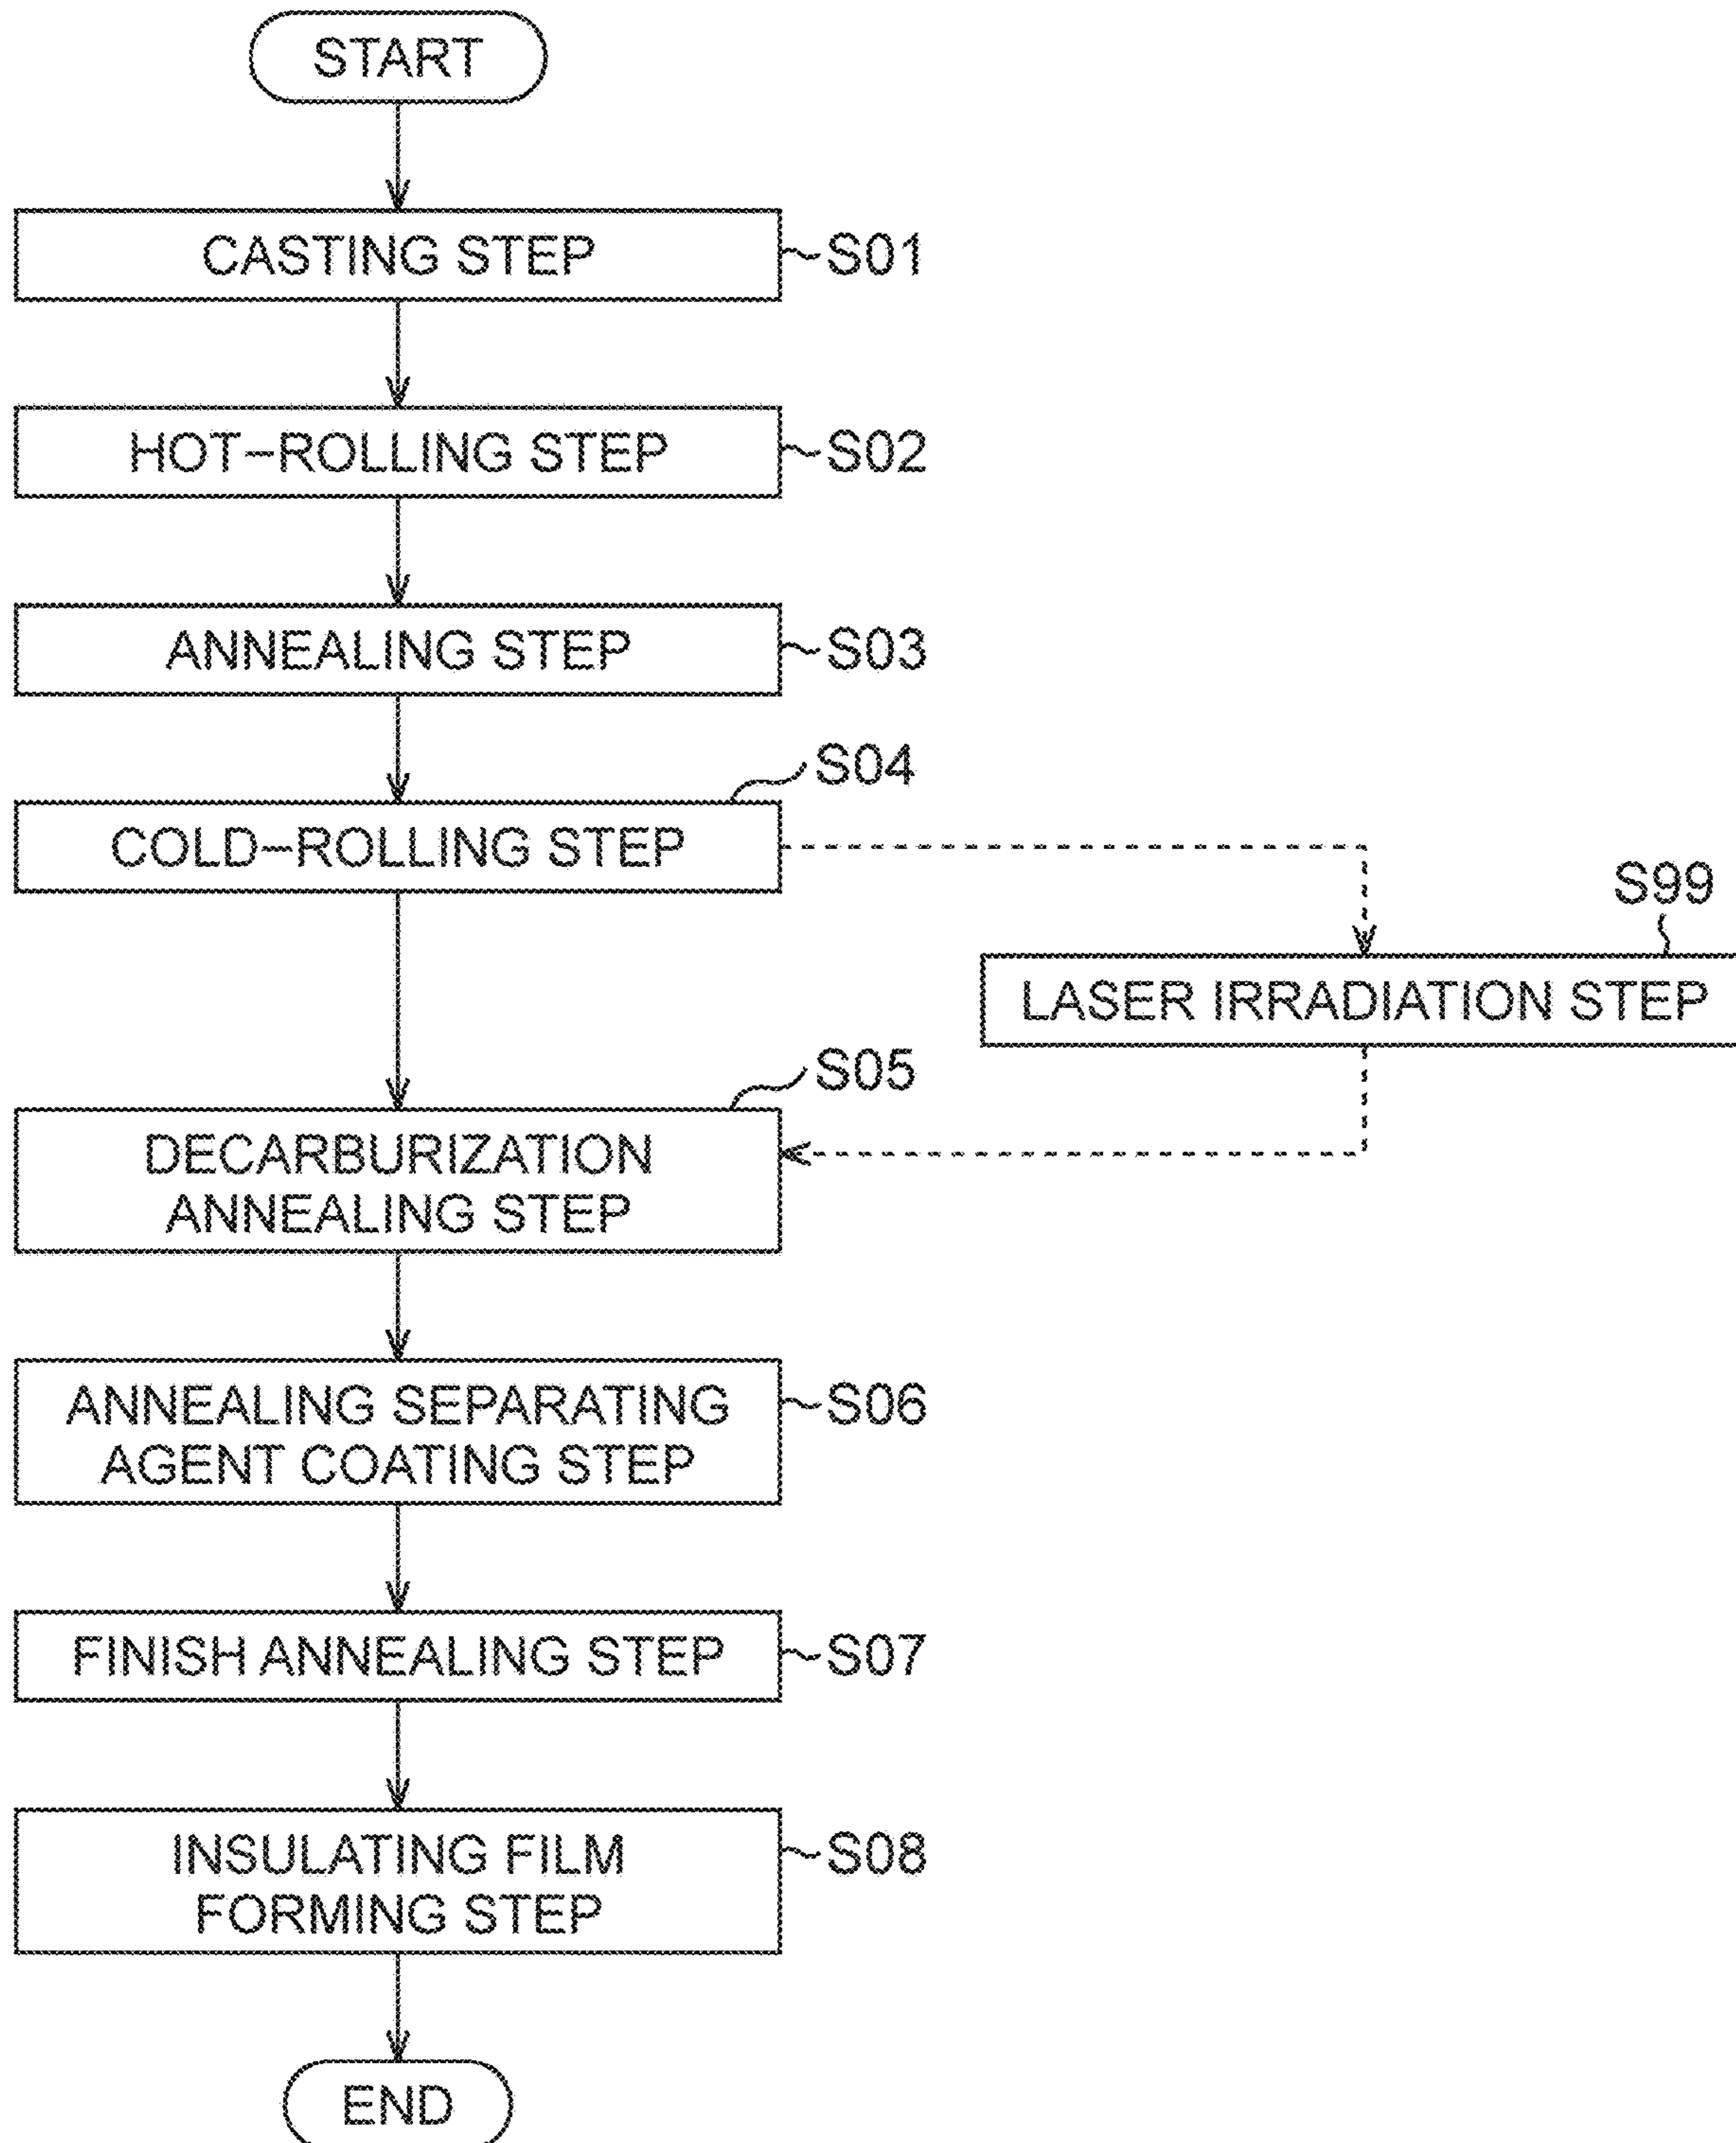 START
CASTING STEP
S01
HOT-ROLLING STEP
S02
ANNEALING STEP
S03
S04
COLD-ROLLING STEP
S99
LASER IRRADIATION STEP
S05
DECARBURIZATION
ANNEALING STEP
ANNEALING SEPARATING
AGENT COATING STEP
S06
FINISH ANNEALING STEP
S07
INSULATING FILM
FORMING STEP
S08
END